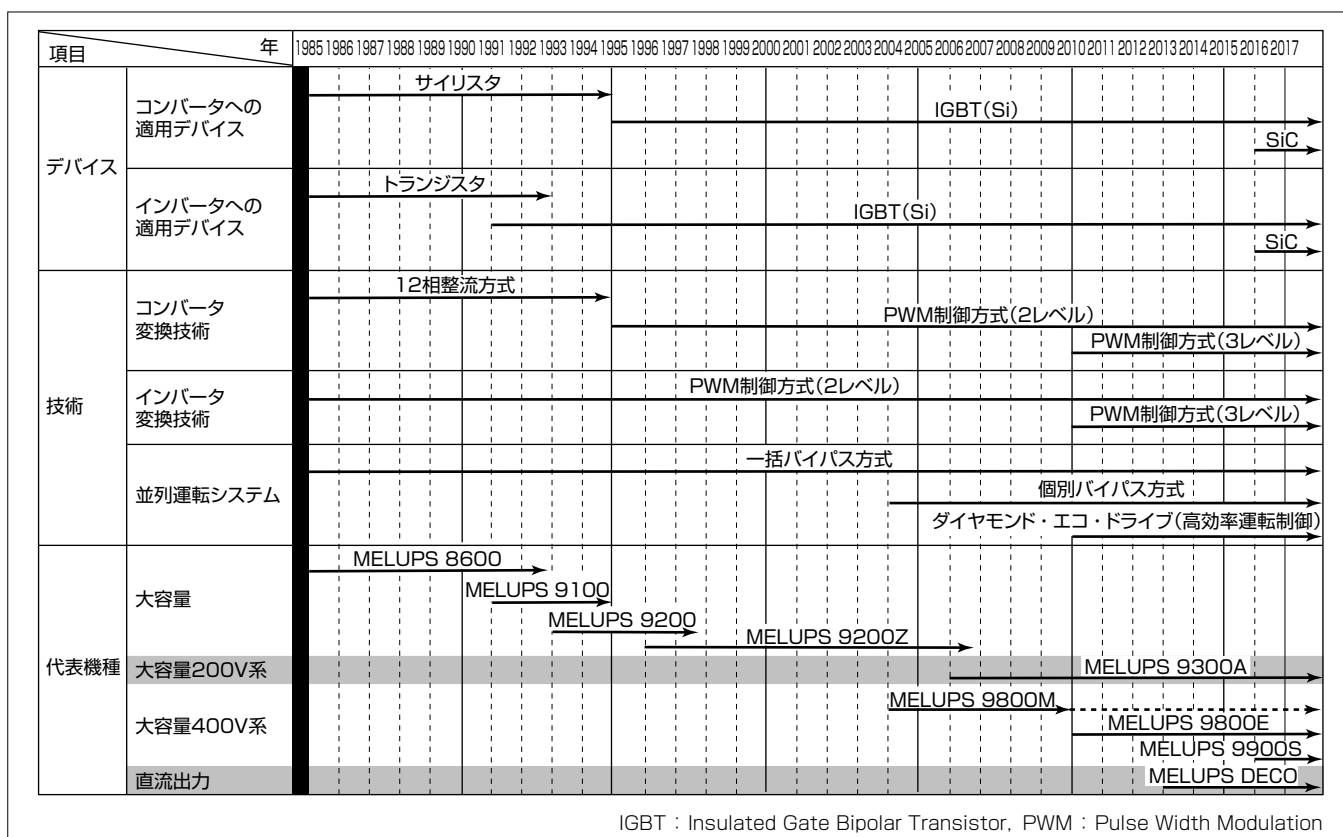 項目
年
1985 1986 1987 1988 1989 1990 1991 1992 1993 1994 1995 1996 1997 1998 1999 2000 2001 2002 2003 2004 2005 2006 2007 2008 2009 2010 2011 2012 2013 2014 2015 2016 2017
デバイス
コンバータへの
適用デバイス
サイリスタ
IGBT(Si)
SiC
インバータへの
適用デバイス
トランジスタ
IGBT(Si)
SiC
技術
コンバータ
変換技術
12相整流方式
PWM制御方式(2レベル)
PWM制御方式(3レベル)
インバータ
変換技術
PWM制御方式(2レベル)
PWM制御方式(3レベル)
並列運転システム
一括バイパス方式
個別バイパス方式
ダイヤモンド・エコ・ドライブ(高効率運転制御)
代表機種
大容量
MELUPS 8600
MELUPS 9100
MELUPS 9200
MELUPS 9200Z
大容量200V系
MELUPS 9300A
大容量400V系
MELUPS 9800M
MELUPS 9800E
MELUPS 9900S
直流出力
MELUPS DECO
IGBT：Insulated Gate Bipolar Transistor, PWM：Pulse Width Modulation